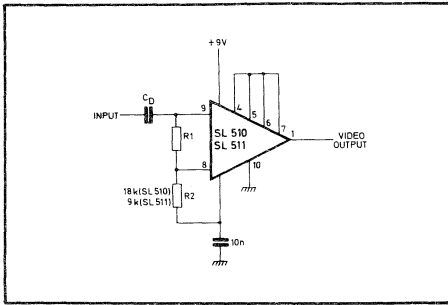 +9V
CD
INPUT
9
4
5
6
7
R1
SL 510
SL 511
1
VIDEO
OUTPUT
8
10
18k(SL510)
9k(SL511)
R2
10n